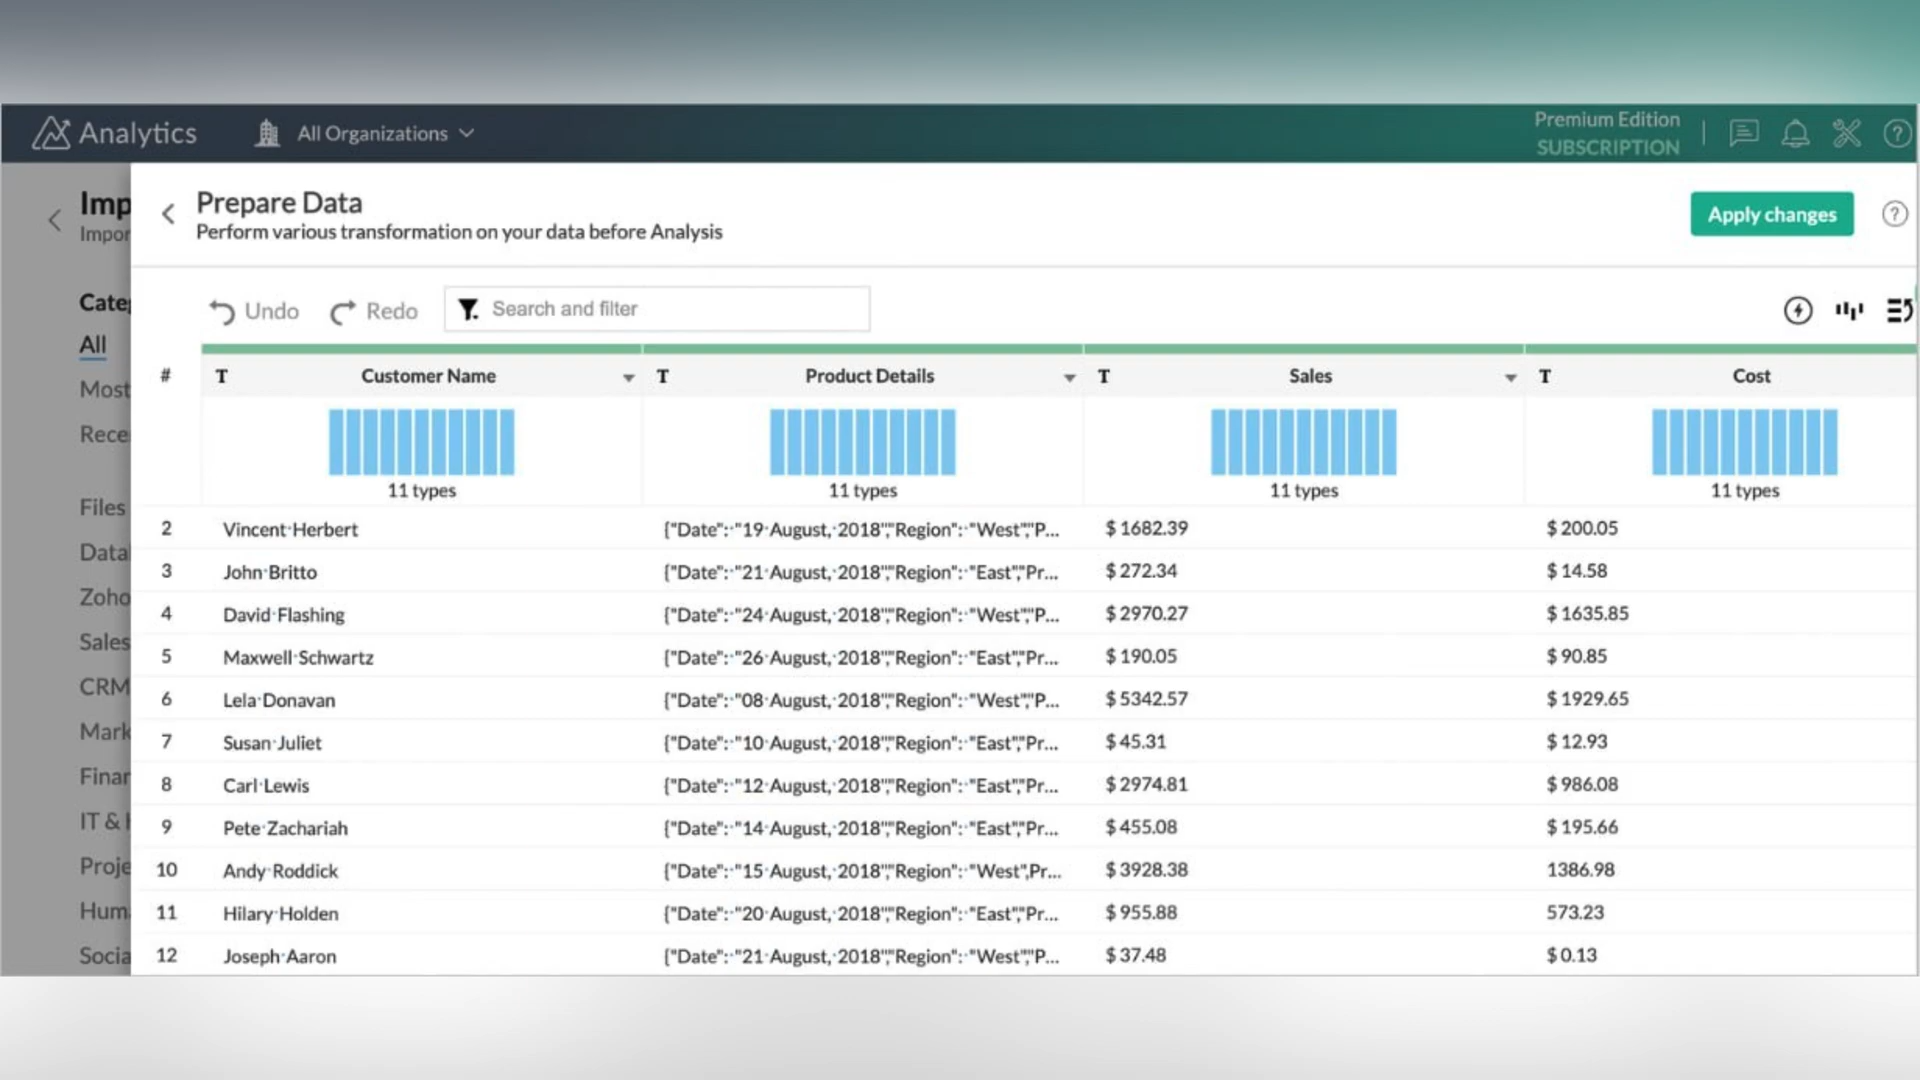 Analytics
All Organizations
Premium Edition
SUBSCRIPTION
Imp
Impor
Prepare Data
Perform various transformation on your data before Analysis
Apply changes
Categ
All
Most
Rece
Files
Data
Zoho
Sales
CRM
Mark
Finan
IT &
Proje
Huma
Socia
Undo
Redo
Search and filter
# T Customer Name T Product Details T Sales T Cost
11 types 11 types 11 types 11 types
2 Vincent·Herbert {"Date":·"19·August,·2018"","Region":·"West""P... $ 1682.39 $ 200.05
3 John·Britto {"Date":·"21·August,·2018"","Region":·"East","Pr... $ 272.34 $ 14.58
4 David·Flashing {"Date":·"24·August,·2018"","Region":·"West""P... $ 2970.27 $ 1635.85
5 Maxwell·Schwartz {"Date":·"26·August,·2018"","Region":·"East","Pr... $ 190.05 $ 90.85
6 Lela·Donavan {"Date":·"08·August,·2018"","Region":·"West""P... $ 5342.57 $ 1929.65
7 Susan·Juliet {"Date":·"10·August,·2018"","Region":·"East","Pr... $ 45.31 $ 12.93
8 Carl·Lewis {"Date":·"12·August,·2018"","Region":·"East""Pr... $ 2974.81 $ 986.08
9 Pete·Zachariah {"Date":·"14·August,·2018"","Region":·"East","Pr... $ 455.08 $ 195.66
10 Andy·Roddick {"Date":·"15·August,·2018"","Region":·"West",Pr... $ 3928.38 1386.98
11 Hilary·Holden {"Date":·"20·August,·2018"","Region":·"East","Pr... $ 955.88 573.23
12 Joseph·Aaron {"Date":·"21·August,·2018"","Region":·"West""P... $ 37.48 $ 0.13